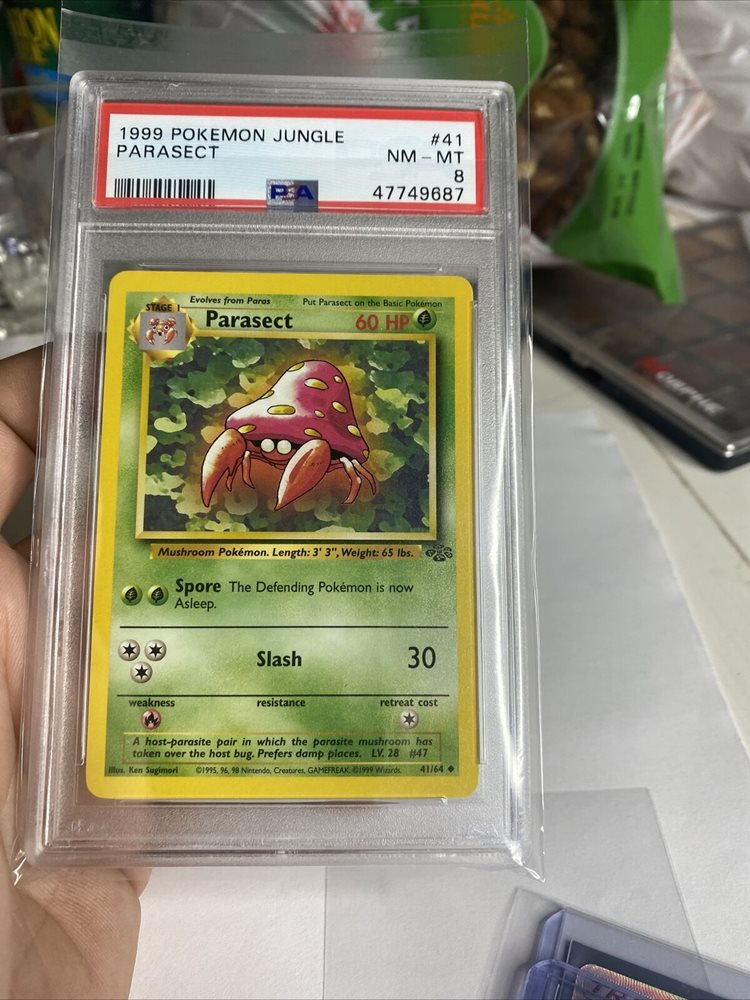 1999 POKEMON JUNGLE #41
PARASECT NM - MT
8
PSA 47749687
STAGE 1 Evolves from Paras Put Parasect on the Basic Pokémon
Parasect 60 HP
Mushroom Pokémon. Length: 3' 3", Weight: 65 lbs.
Spore The Defending Pokémon is now
Asleep.
Slash 30
weakness resistance retreat cost
A host-parasite pair in which the parasite mushroom has
taken over the host bug. Prefers damp places. LV. 28 #47
Illus. Ken Sugimori ©1995, 96, 98 Nintendo, Creatures, GAMEFREAK. ©1999 Wizards. 41/64